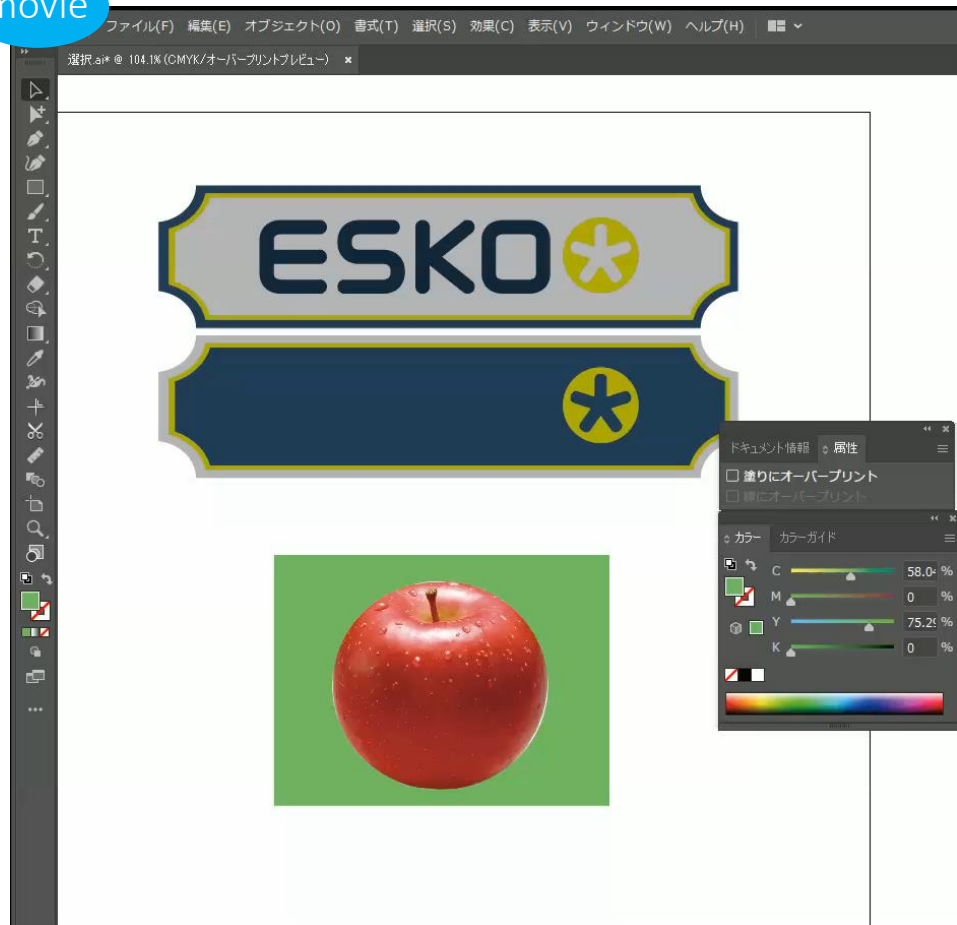 movie
ファイル(F) 編集(E) オブジェクト(O) 書式(T) 選択(S) 効果(C) 表示(V) ウィンドウ(W) ヘルプ(H)
選択.ai* @ 104.1% (CMYK/オーバープリントプレビュー) ×
ESKO
ドキュメント情報 属性
塗りにオーバープリント
線にオーバープリント
カラー カラーガイド
C 58.04 %
M 0 %
Y 75.29 %
K 0 %